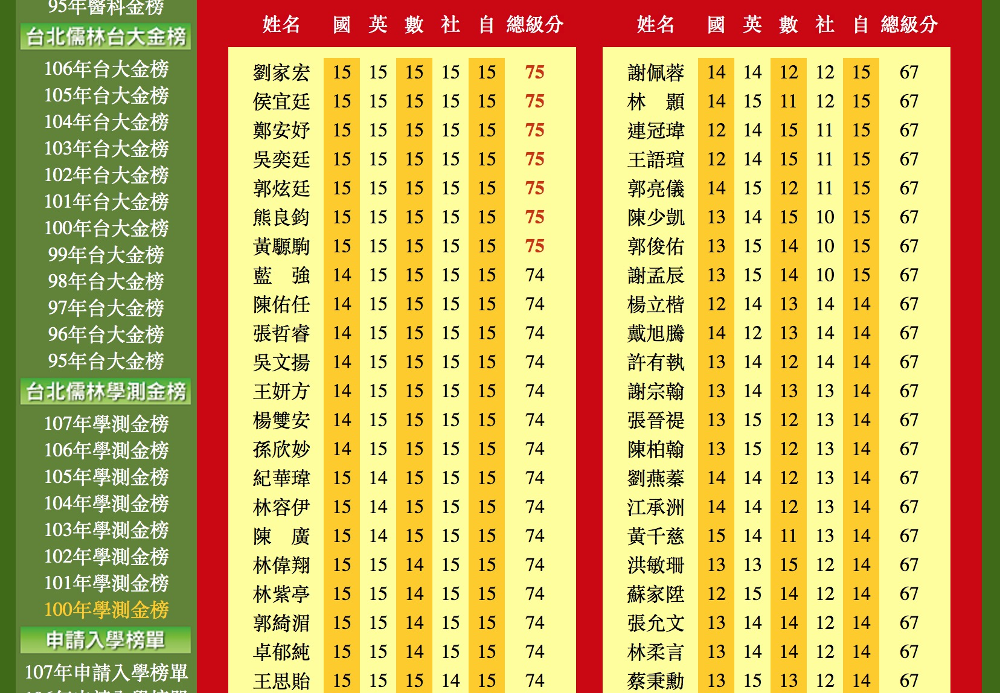 95年醫科金榜
台北儒林台大金榜
106年台大金榜
105年台大金榜
104年台大金榜
103年台大金榜
102年台大金榜
101年台大金榜
100年台大金榜
99年台大金榜
98年台大金榜
97年台大金榜
96年台大金榜
95年台大金榜
台北儒林學測金榜
107年學測金榜
106年學測金榜
105年學測金榜
104年學測金榜
103年學測金榜
102年學測金榜
101年學測金榜
100年學測金榜
申請入學榜單
107年申請入學榜單
106年申請入學榜單
姓名 國 英 數 社 自 總級分
劉家宏 15 15 15 15 15 75
侯宜廷 15 15 15 15 15 75
鄭安妤 15 15 15 15 15 75
吳奕廷 15 15 15 15 15 75
郭炫廷 15 15 15 15 15 75
熊良鈞 15 15 15 15 15 75
黃騵駒 15 15 15 15 15 75
藍　強 14 15 15 15 15 74
陳佑任 14 15 15 15 15 74
張哲睿 14 15 15 15 15 74
吳文揚 14 15 15 15 15 74
王妍方 14 15 15 15 15 74
楊雙安 14 15 15 15 15 74
孫欣妙 14 15 15 15 15 74
紀華瑋 15 14 15 15 15 74
林容伊 15 14 15 15 15 74
陳　廣 15 14 15 15 15 74
林偉翔 15 15 14 15 15 74
林紫亭 15 15 14 15 15 74
郭綺湄 15 15 14 15 15 74
卓郁純 15 15 14 15 15 74
王思貽 15 15 15 14 15 74
姓名 國 英 數 社 自 總級分
謝佩蓉 14 14 12 12 15 67
林　顥 14 15 11 12 15 67
連冠瑋 12 14 15 11 15 67
王語瑄 12 14 15 11 15 67
郭亮儀 14 15 12 11 15 67
陳少凱 13 14 15 10 15 67
郭俊佑 13 15 14 10 15 67
謝孟辰 13 15 14 10 15 67
楊立楷 12 14 13 14 14 67
戴旭騰 14 12 13 14 14 67
許有執 13 14 12 14 14 67
謝宗翰 13 14 13 13 14 67
張晉禔 13 15 12 13 14 67
陳柏翰 13 15 12 13 14 67
劉燕蓁 14 14 12 13 14 67
江承洲 14 14 12 13 14 67
黃千慈 15 14 11 13 14 67
洪敏珊 13 13 15 12 14 67
蘇家陞 12 15 14 12 14 67
張允文 13 14 14 12 14 67
林柔言 13 14 14 12 14 67
蔡秉勳 13 15 13 12 14 67